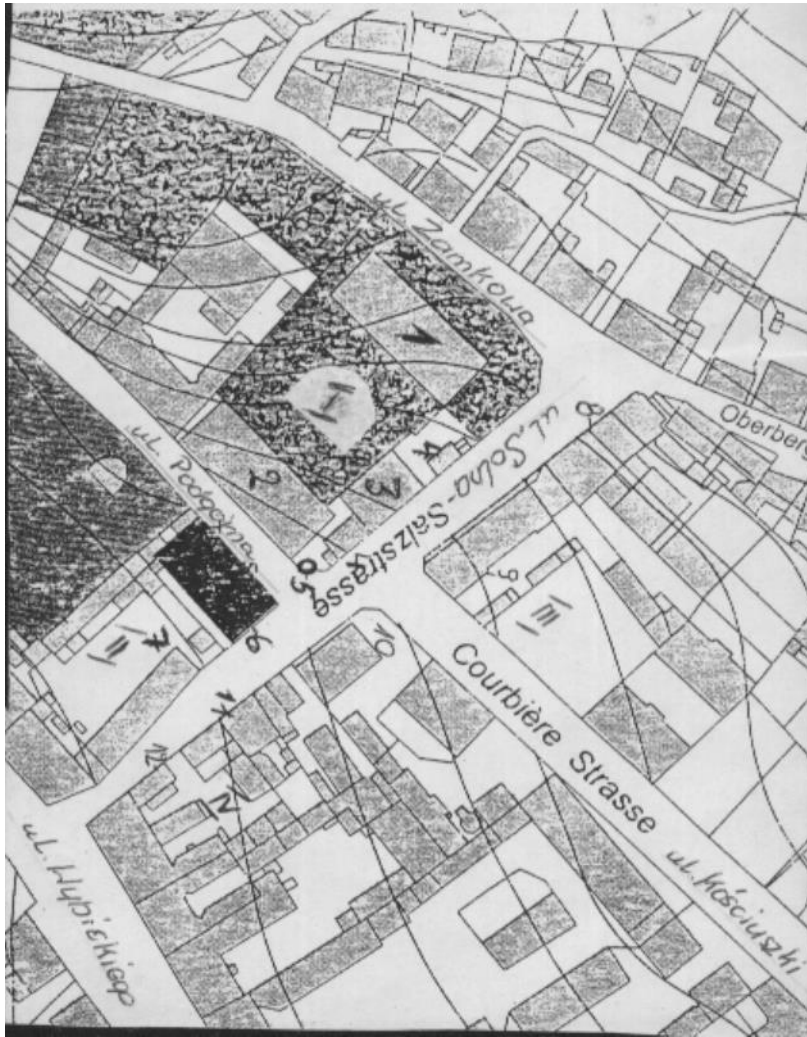 ul. Zamkowa
1
I
4
ul. Solna - Salzstrasse
8
Oberberg
2
3
ul. Podgórna
5
6
7
II
9
III
10
Courbière Strasse
ul. Kościuszki
11
12
IV
ul. Wybickiego